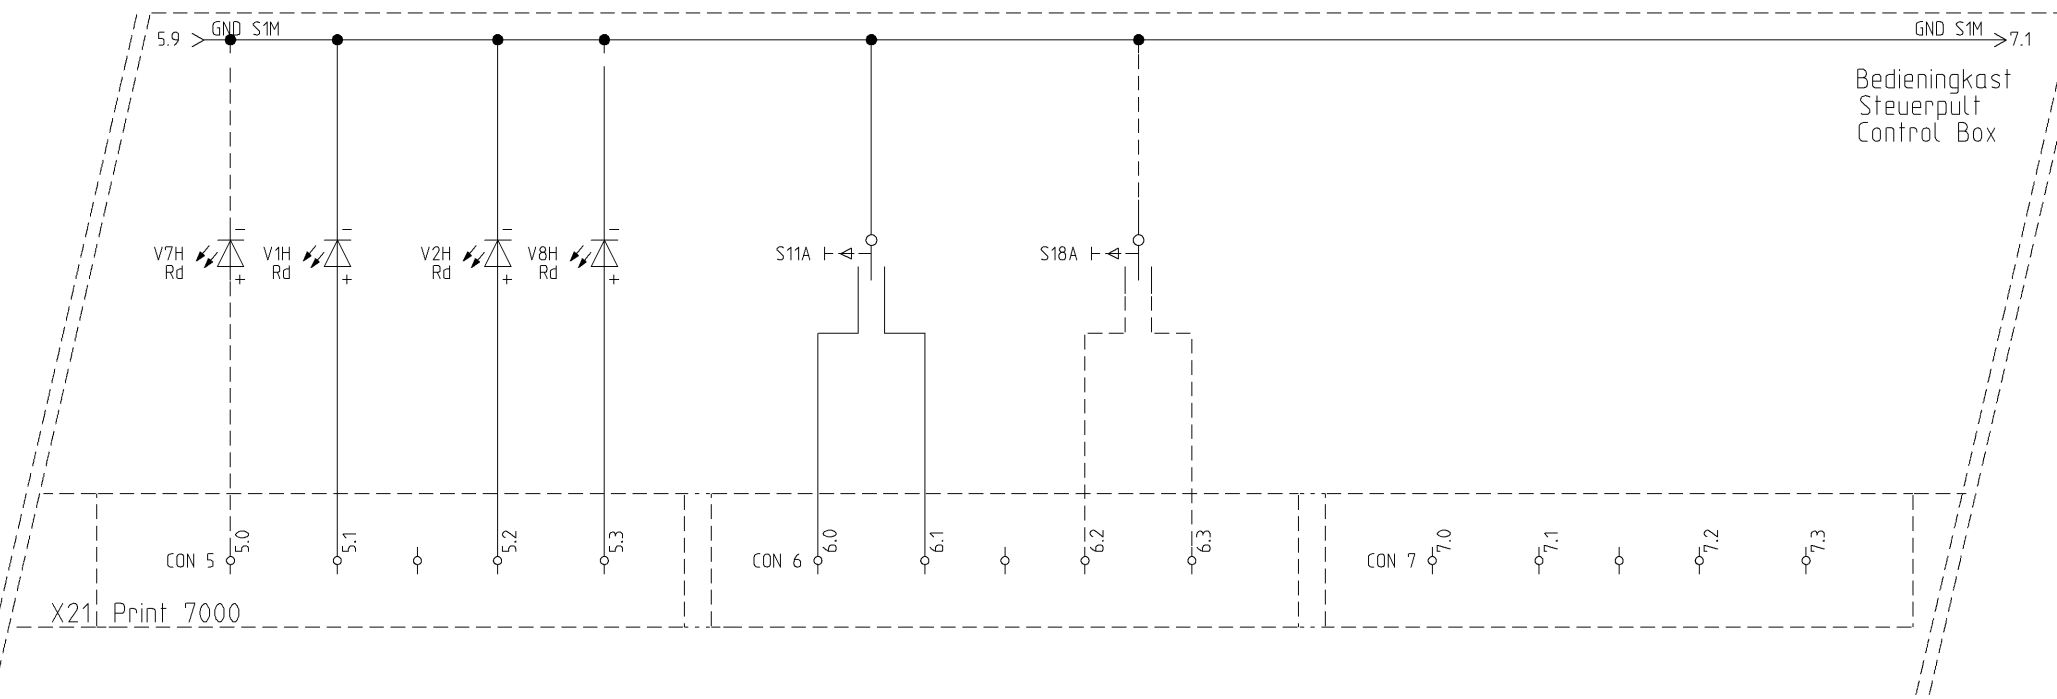 5.9
GND S1M
GND S1M
7.1
Bedieningkast
Steuerpult
Control Box
V7H
Rd
-
+
V1H
Rd
-
+
V2H
Rd
-
+
V8H
Rd
-
+
S11A
S18A
CON 5
5.0
5.1
5.2
5.3
CON 6
6.0
6.1
6.2
6.3
CON 7
7.0
7.1
7.2
7.3
X21 Print 7000